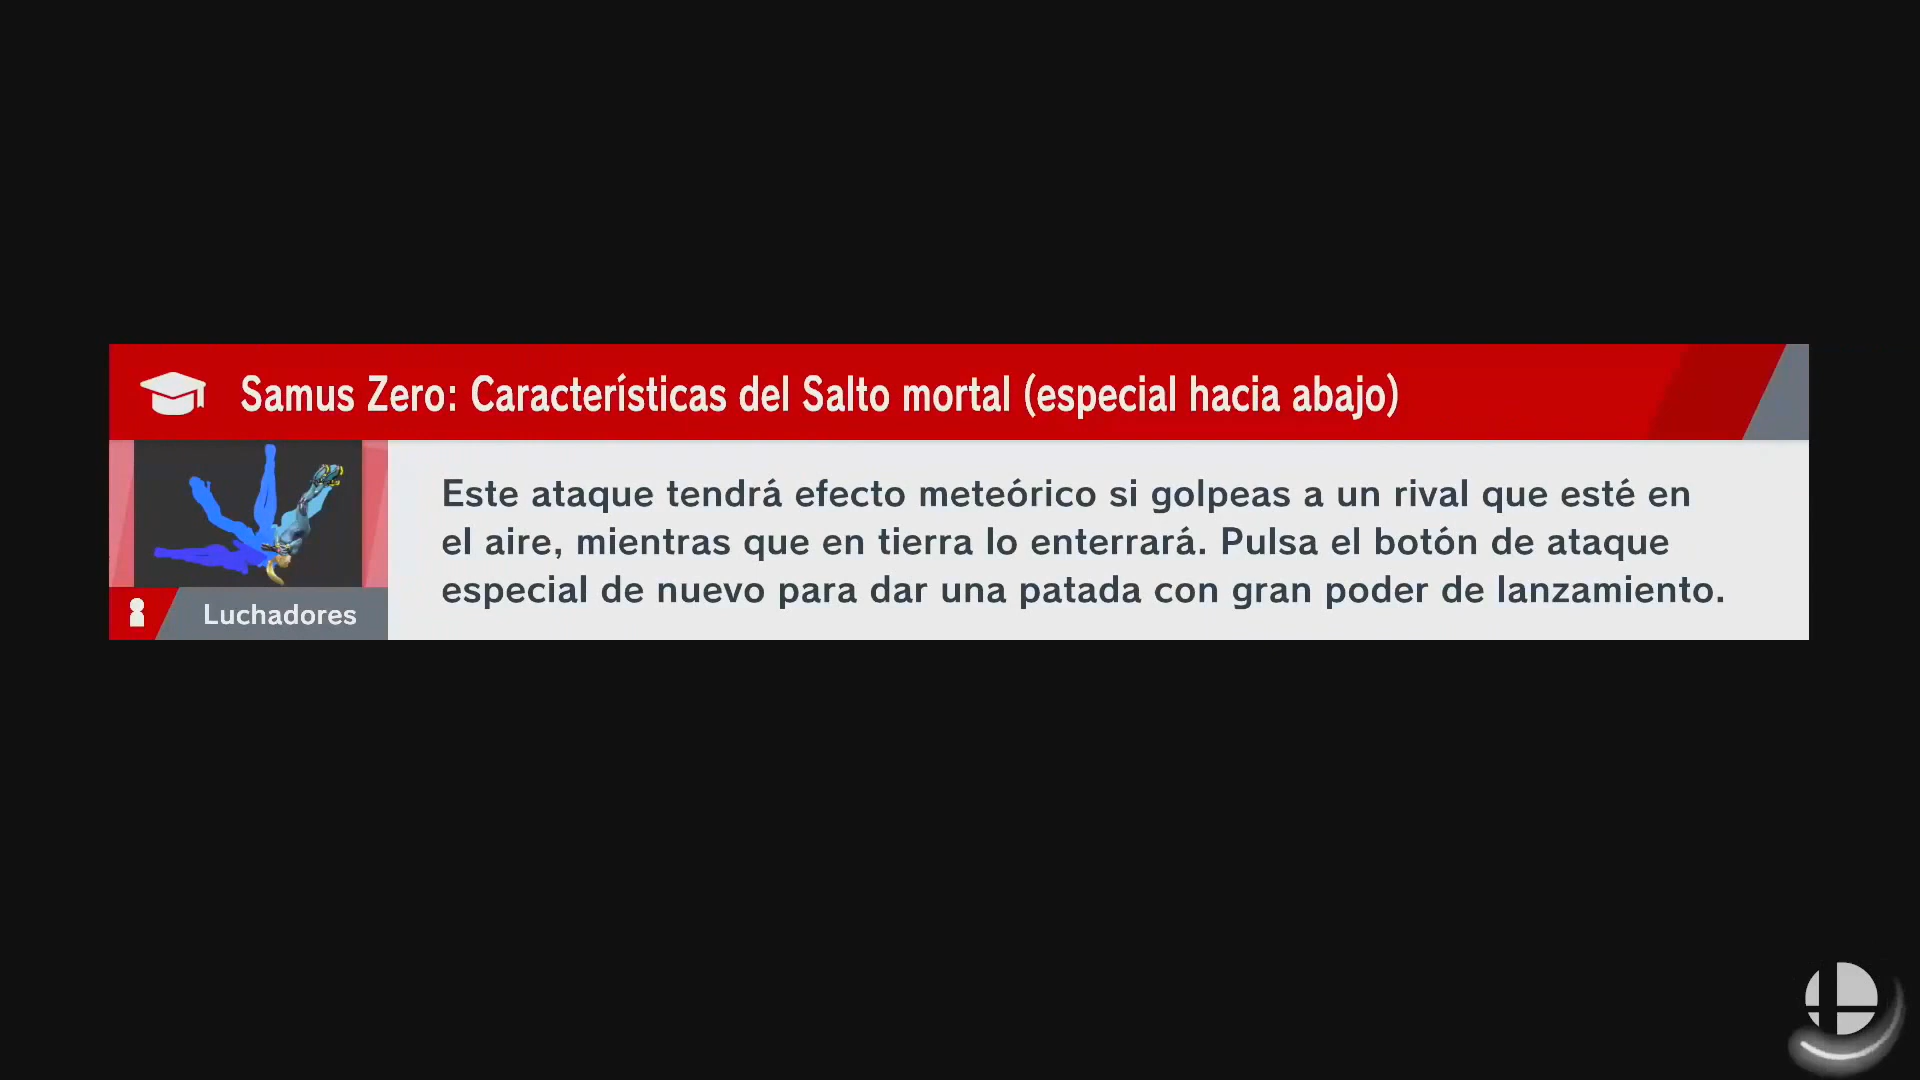 Samus Zero: Características del Salto mortal (especial hacia abajo)
Este ataque tendrá efecto meteórico si golpeas a un rival que esté en
el aire, mientras que en tierra lo enterrará. Pulsa el botón de ataque
especial de nuevo para dar una patada con gran poder de lanzamiento.
Luchadores